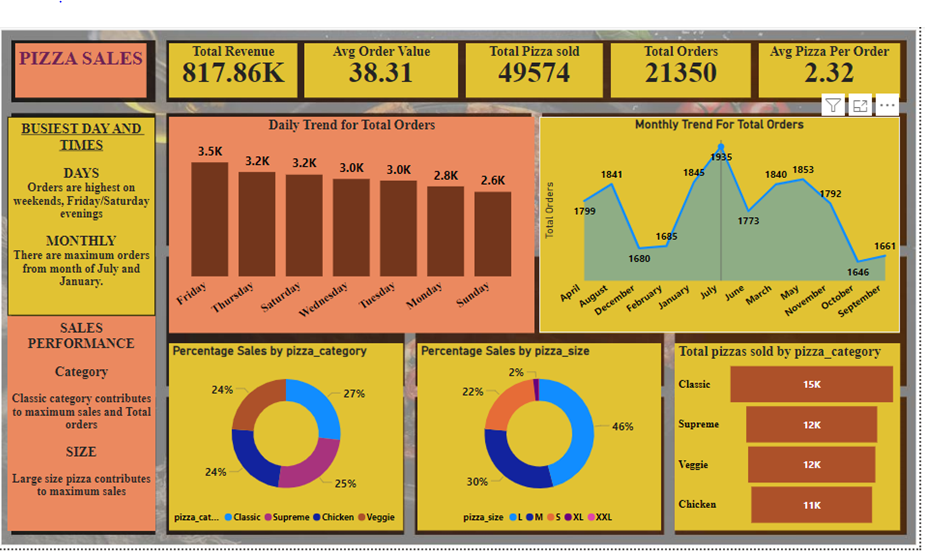 PIZZA SALES
Total Revenue
817.86K
Avg Order Value
38.31
Total Pizza sold
49574
Total Orders
21350
Avg Pizza Per Order
2.32
BUSIEST DAY AND
TIMES
DAYS
Orders are highest on
weekends, Friday/Saturday
evenings
MONTHLY
There are maximum orders
from month of July and
January.
SALES
PERFORMANCE
Category
Classic category contributes
to maximum sales and Total
orders
SIZE
Large size pizza contributes
to maximum sales
Daily Trend for Total Orders
3.5K
3.2K
3.2K
3.0K
3.0K
2.8K
2.6K
Friday
Thursday
Saturday
Wednesday
Tuesday
Monday
Sunday
Monthly Trend For Total Orders
Total Orders
1799
1841
1680
1685
1845
1935
1773
1840
1853
1792
1646
1661
April
August
December
February
January
July
June
March
May
November
October
September
Percentage Sales by pizza_category
27%
25%
24%
24%
pizza_cat... Classic Supreme Chicken Veggie
Percentage Sales by pizza_size
2%
22%
46%
30%
pizza_size L M S XL XXL
Total pizzas sold by pizza_category
Classic 15K
Supreme 12K
Veggie 12K
Chicken 11K